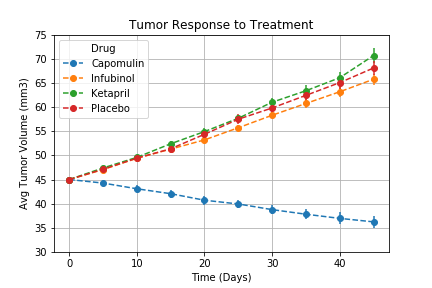 Tumor Response to Treatment
Avg Tumor Volume (mm3)
75
70
65
60
55
50
45
40
35
30
Drug
Capomulin
Infubinol
Ketapril
Placebo
0 10 20 30 40
Time (Days)